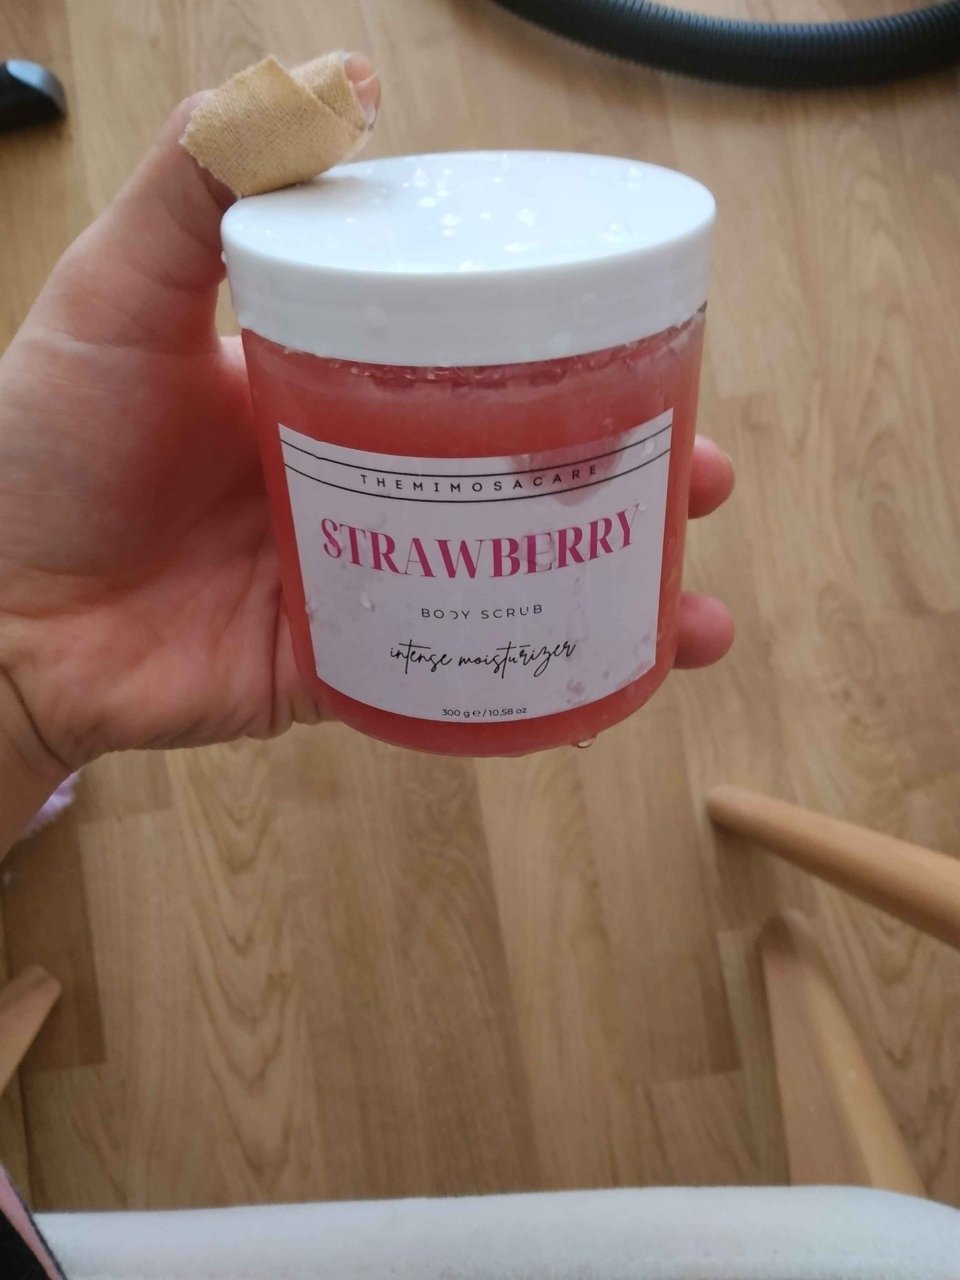 THEMIMOSACARE
STRAWBERRY
BODY SCRUB
intense moisturizer
300 g ℮ / 10,58 oz